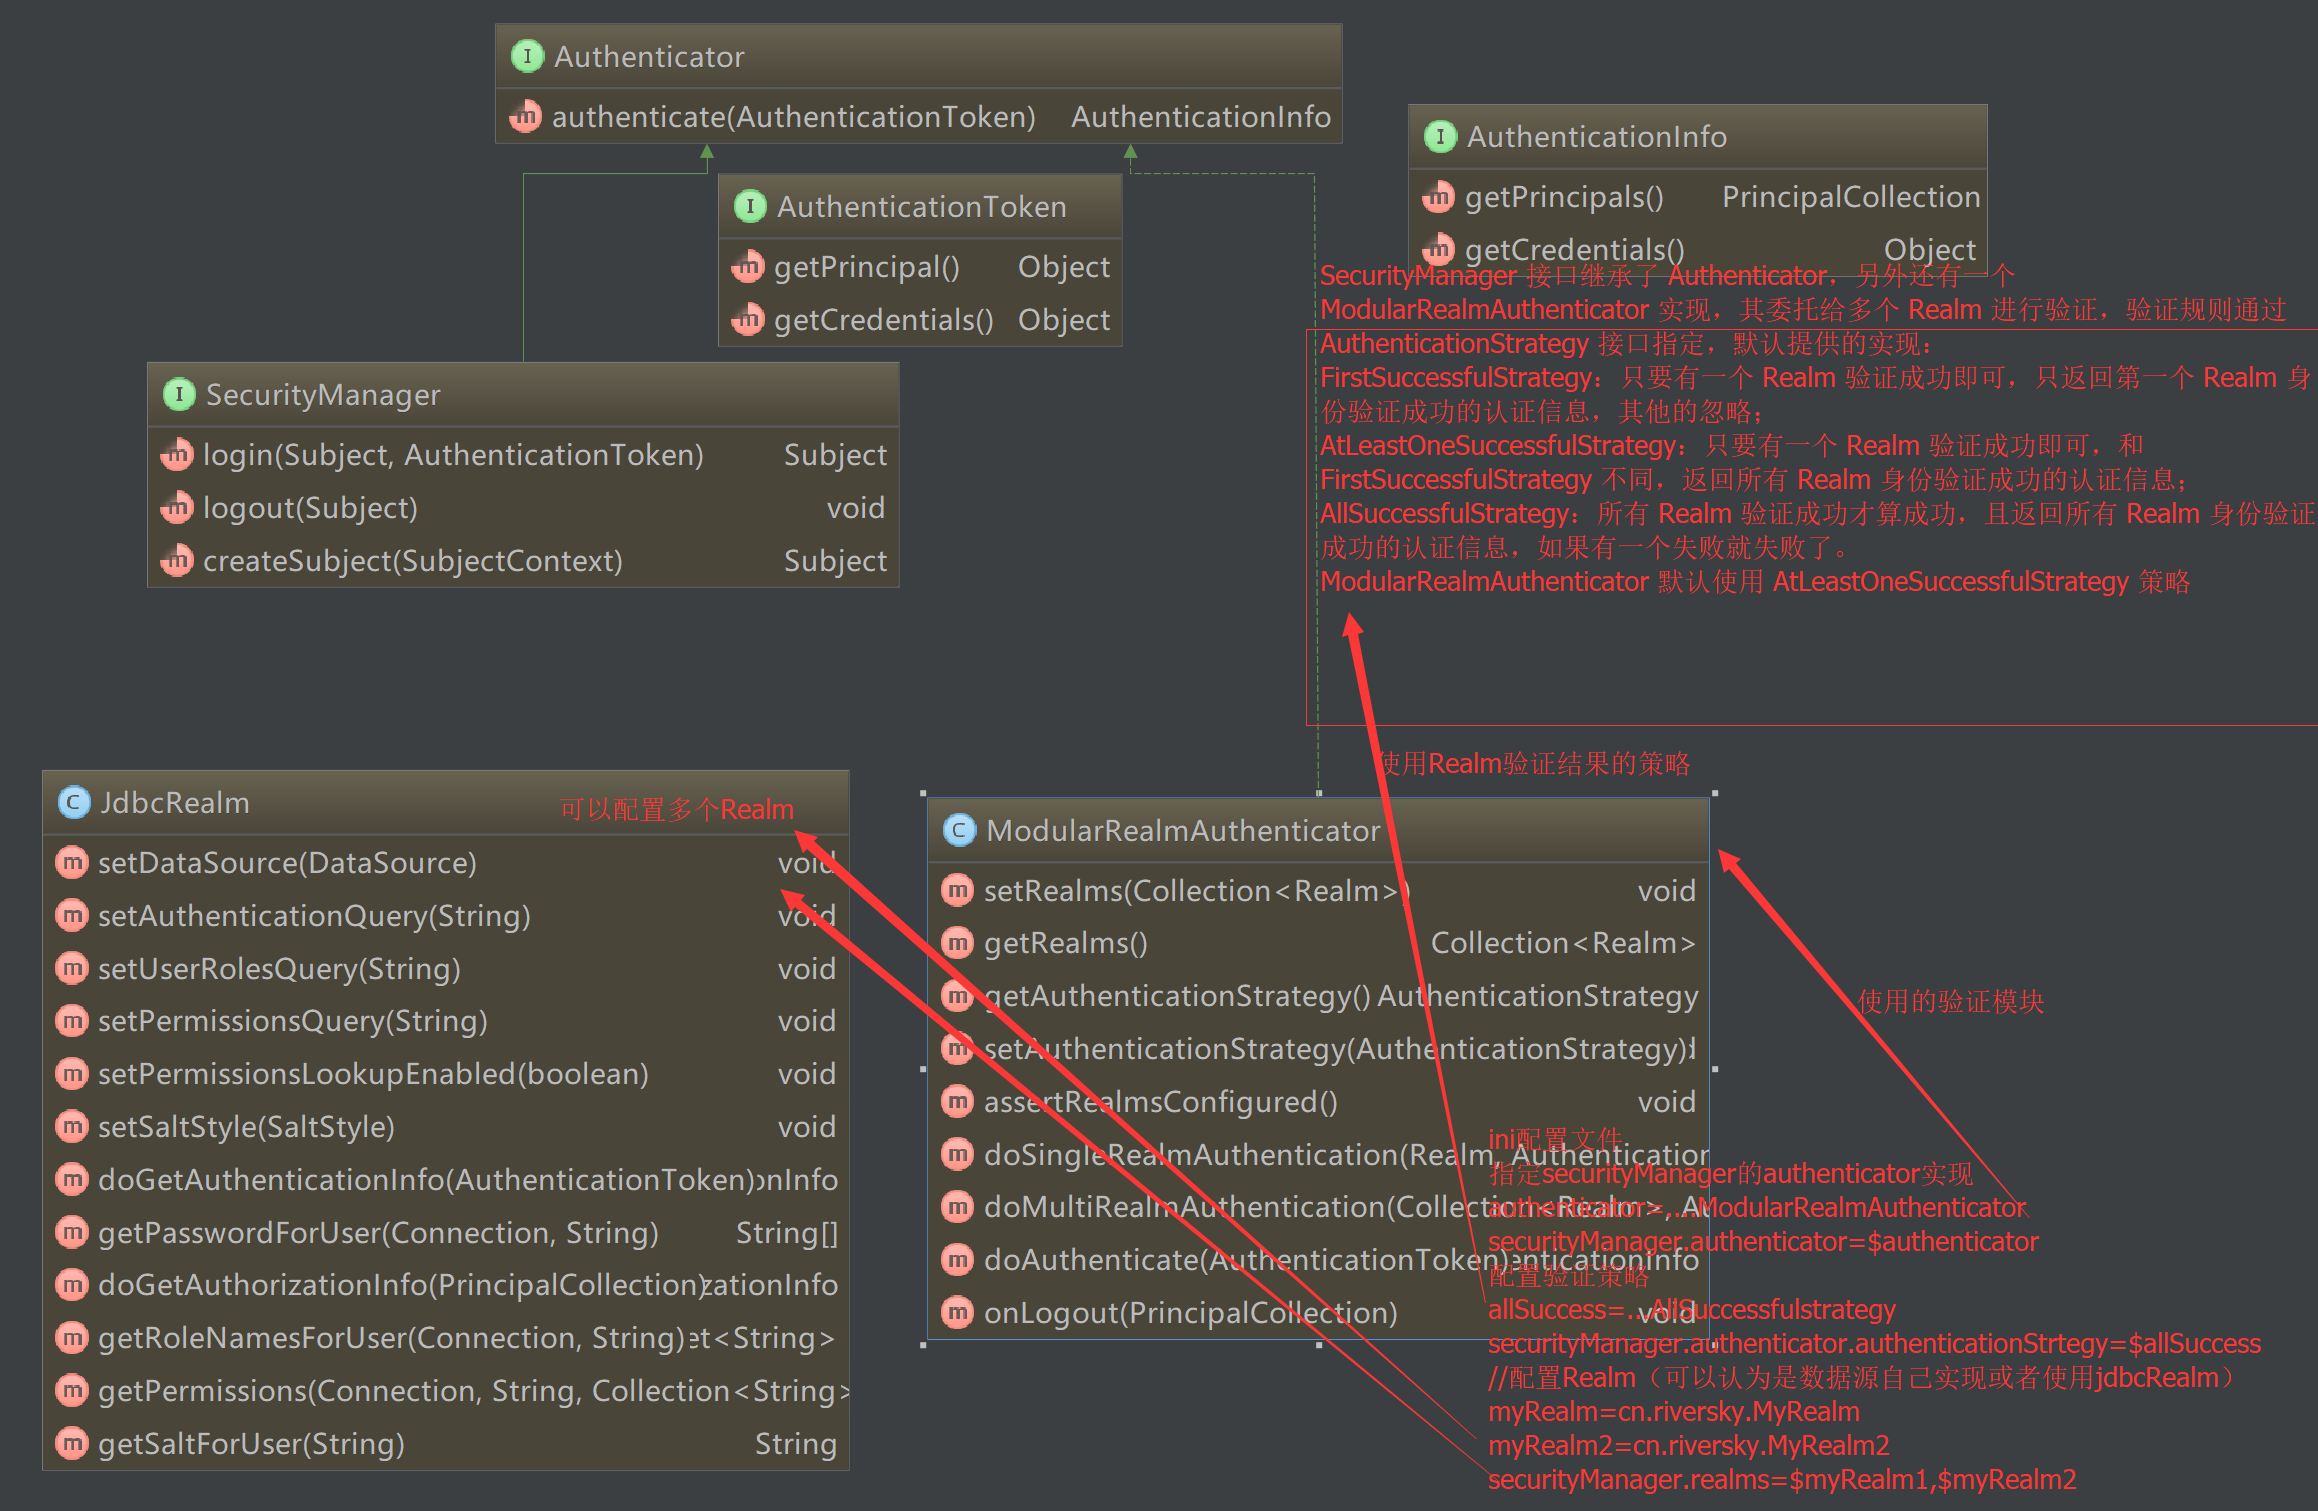 Authenticator
authenticate(AuthenticationToken) AuthenticationInfo
AuthenticationInfo
getPrincipals() PrincipalCollection
getCredentials() Object
AuthenticationToken
getPrincipal() Object
getCredentials() Object
SecurityManager
login(Subject, AuthenticationToken) Subject
logout(Subject) void
createSubject(SubjectContext) Subject
SecurityManager 接口继承了 Authenticator，另外还有一个
ModularRealmAuthenticator 实现，其委托给多个 Realm 进行验证，验证规则通过
AuthenticationStrategy 接口指定，默认提供的实现：
FirstSuccessfulStrategy：只要有一个 Realm 验证成功即可，只返回第一个 Realm 身
份验证成功的认证信息，其他的忽略；
AtLeastOneSuccessfulStrategy：只要有一个 Realm 验证成功即可，和
FirstSuccessfulStrategy 不同，返回所有 Realm 身份验证成功的认证信息；
AllSuccessfulStrategy：所有 Realm 验证成功才算成功，且返回所有 Realm 身份验证
成功的认证信息，如果有一个失败就失败了。
ModularRealmAuthenticator 默认使用 AtLeastOneSuccessfulStrategy 策略
使用Realm验证结果的策略
JdbcRealm
可以配置多个Realm
setDataSource(DataSource) void
setAuthenticationQuery(String) void
setUserRolesQuery(String) void
setPermissionsQuery(String) void
setPermissionsLookupEnabled(boolean) void
setSaltStyle(SaltStyle) void
doGetAuthenticationInfo(AuthenticationToken) onInfo
getPasswordForUser(Connection, String) String[]
doGetAuthorizationInfo(PrincipalCollection) zationInfo
getRoleNamesForUser(Connection, String) et<String>
getPermissions(Connection, String, Collection<String>
getSaltForUser(String) String
ModularRealmAuthenticator
setRealms(Collection<Realm>) void
getRealms() Collection<Realm>
getAuthenticationStrategy() AuthenticationStrategy
setAuthenticationStrategy(AuthenticationStrategy)
assertRealmsConfigured() void
doSingleRealmAuthentication(Realm, Authentication
doMultiRealmAuthentication(Collection<Realm>, Au
doAuthenticate(AuthenticationToken) enticationInfo
onLogout(PrincipalCollection) void
使用的验证模块
ini配置文件
指定securityManager的authenticator实现
authenticator=....ModularRealmAuthenticator
securityManager.authenticator=$authenticator
配置验证策略
allSuccess=...AllSuccessfulstrategy
securityManager.authenticator.authenticationStrtegy=$allSuccess
//配置Realm（可以认为是数据源自己实现或者使用jdbcRealm）
myRealm=cn.riversky.MyRealm
myRealm2=cn.riversky.MyRealm2
securityManager.realms=$myRealm1,$myRealm2